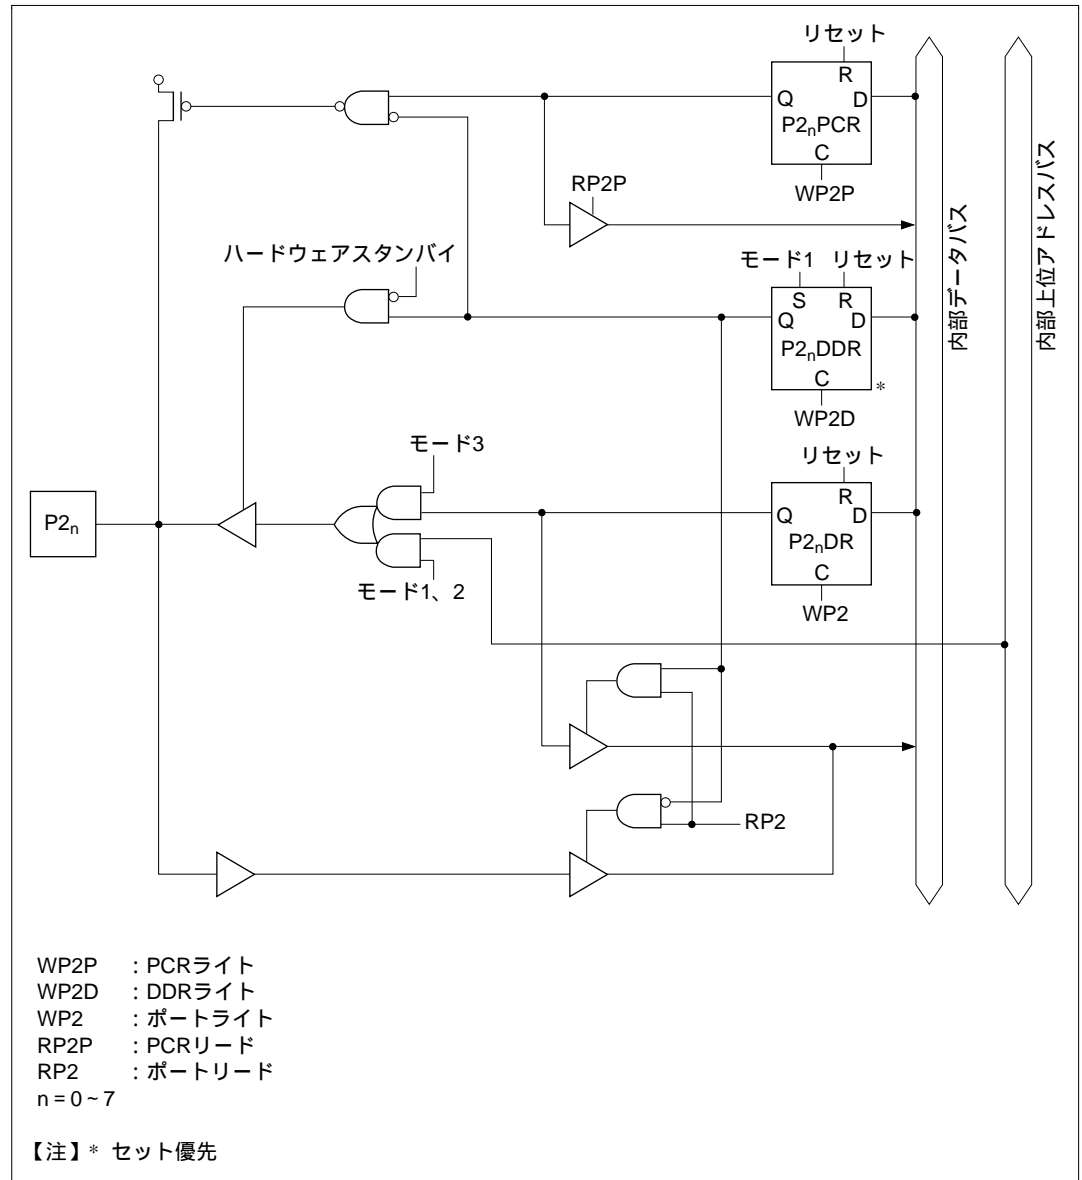 リセット
R
Q
D
P2nPCR
C
WP2P
RP2P
ハードウェアスタンバイ
モード1
リセット
S
R
Q
D
P2nDDR
C
*
WP2D
モード3
リセット
R
Q
D
P2nDR
C
WP2
P2n
モード1、2
RP2
内部データバス
内部上位アドレスバス
WP2P :PCRライト
WP2D :DDRライト
WP2 :ポートライト
RP2P :PCRリード
RP2 :ポートリード
n = 0 ~ 7
【注】* セット優先